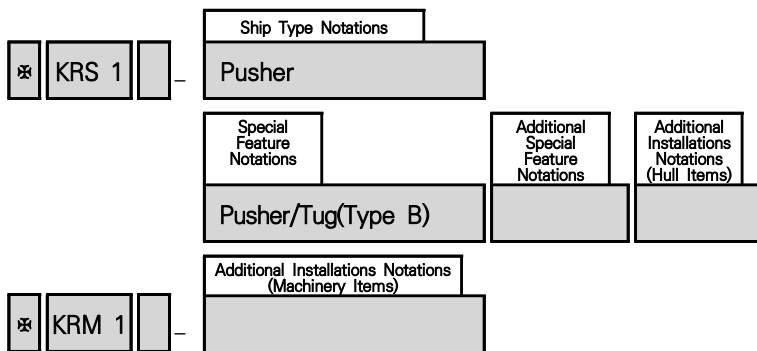 Ship Type Notations
✠ KRS 1 – Pusher
Special
Feature
Notations
Additional
Special
Feature
Notations
Additional
Installations
Notations
(Hull Items)
Pusher/Tug(Type B)
Additional Installations Notations
(Machinery Items)
✠ KRM 1 –